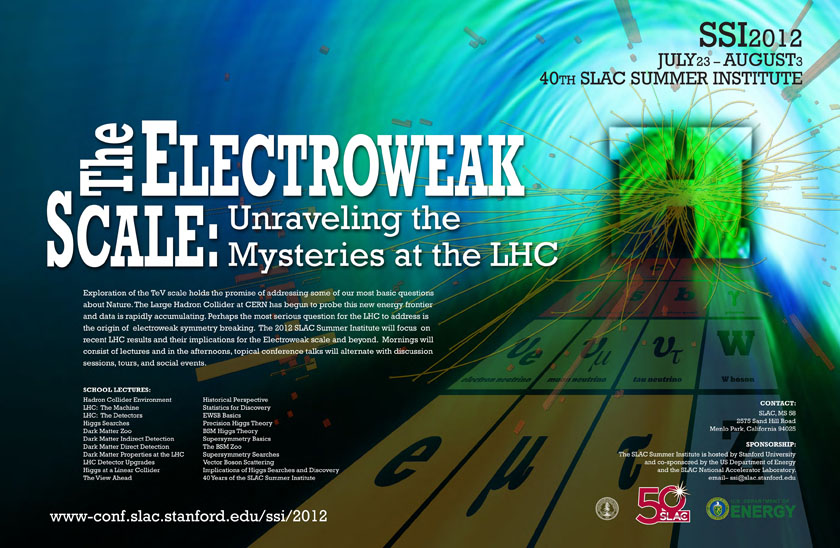 SSI2012
JULY23 – AUGUST3
40TH SLAC SUMMER INSTITUTE
The ELECTROWEAK
SCALE: Unraveling the
Mysteries at the LHC
Exploration of the TeV scale holds the promise of addressing some of our most basic questions
about Nature. The Large Hadron Collider at CERN has begun to probe this new energy frontier
and data is rapidly accumulating. Perhaps the most serious question for the LHC to address is
the origin of electroweak symmetry breaking. The 2012 SLAC Summer Institute will focus on
recent LHC results and their implications for the Electroweak scale and beyond. Mornings will
consist of lectures and in the afternoons, topical conference talks will alternate with discussion
sessions, tours, and social events.
SCHOOL LECTURES:
Hadron Collider Environment
LHC: The Machine
LHC: The Detectors
Higgs Searches
Dark Matter Zoo
Dark Matter Indirect Detection
Dark Matter Direct Detection
Dark Matter Properties at the LHC
LHC Detector Upgrades
Higgs at a Linear Collider
The View Ahead
Historical Perspective
Statistics for Discovery
EWSB Basics
Precision Higgs Theory
BSM Higgs Theory
Supersymmetry Basics
The BSM Zoo
Supersymmetry Searches
Vector Boson Scattering
Implications of Higgs Searches and Discovery
40 Years of the SLAC Summer Institute
H
d s b γ
νe νμ ντ W
electron neutrino muon neutrino tau neutrino W boson
e μ τ Z
CONTACT:
SLAC, MS 58
2575 Sand Hill Road
Menlo Park, California 94025
SPONSORSHIP:
The SLAC Summer Institute is hosted by Stanford University
and co-sponsored by the US Department of Energy
and the SLAC National Accelerator Laboratory.
email- ssi@slac.stanford.edu
www-conf.slac.stanford.edu/ssi/2012
50
SLAC
U.S. DEPARTMENT OF
ENERGY